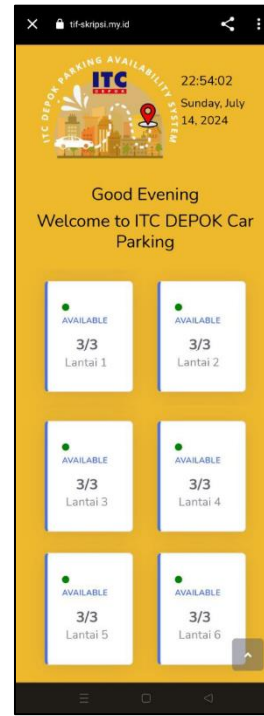 tif-skripsi.my.id
ITC DEPOK PARKING AVAILABILITY SYSTEM
ITC
DEPOK
22:54:02
Sunday, July
14, 2024
Good Evening
Welcome to ITC DEPOK Car
Parking
AVAILABLE
3/3
Lantai 1
AVAILABLE
3/3
Lantai 2
AVAILABLE
3/3
Lantai 3
AVAILABLE
3/3
Lantai 4
AVAILABLE
3/3
Lantai 5
AVAILABLE
3/3
Lantai 6